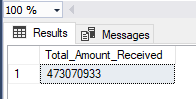 100 %
Results
Messages
Total_Amount_Received
1
473070933